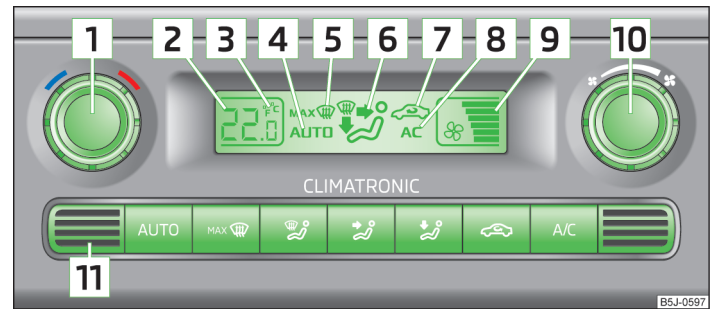 1 2 3 4 5 6 7 8 9 10
22.0 °F°C MAX
AUTO AC
CLIMATRONIC
AUTO MAX A/C
11
B5J-0597